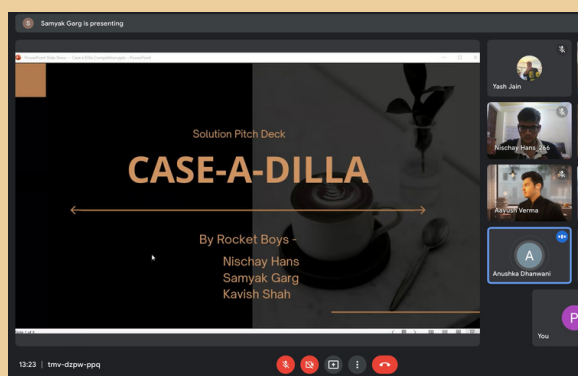 S Samyak Garg is presenting
Solution Pitch Deck
CASE-A-DILLA
By Rocket Boys -
Nischay Hans
Samyak Garg
Kavish Shah
Yash Jain
Nischay Hans_266
Aayush Verma
A
Anushka Dhanwani
P
You
13:23 | tmv-dzpw-ppq